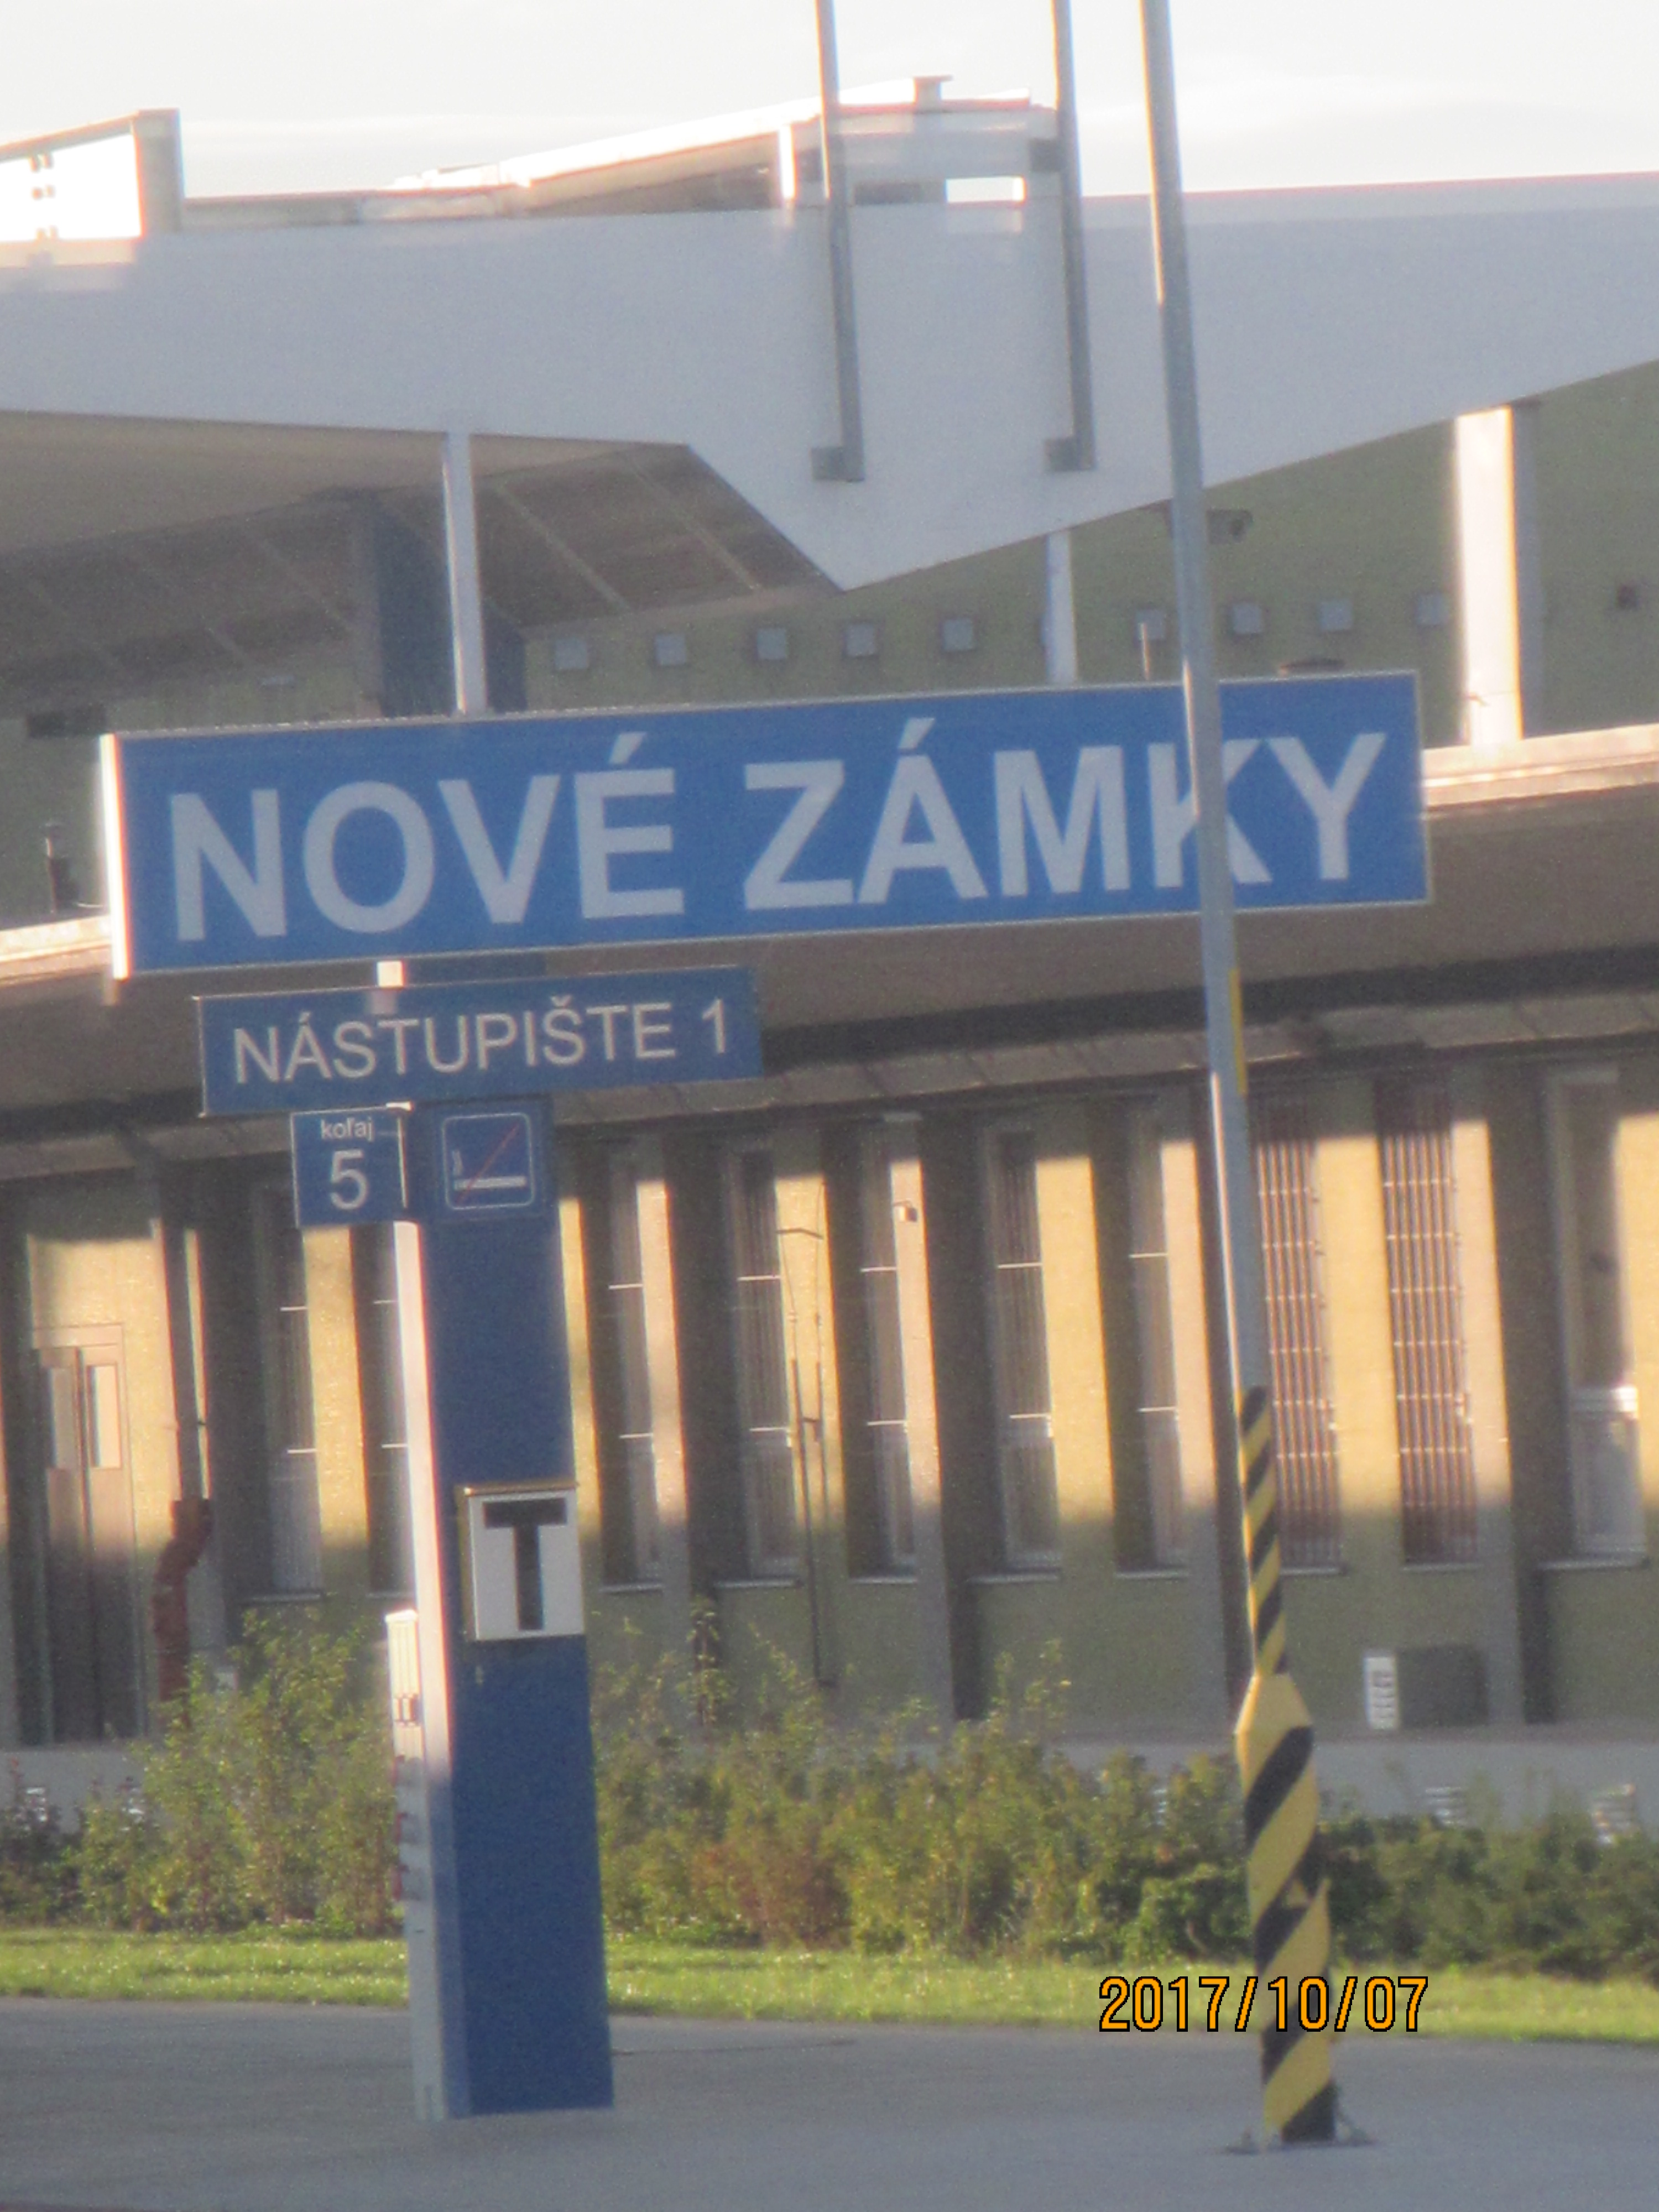 NOVÉ ZÁMKY
NÁSTUPIŠTE 1
koľaj
5
T
2017/10/07